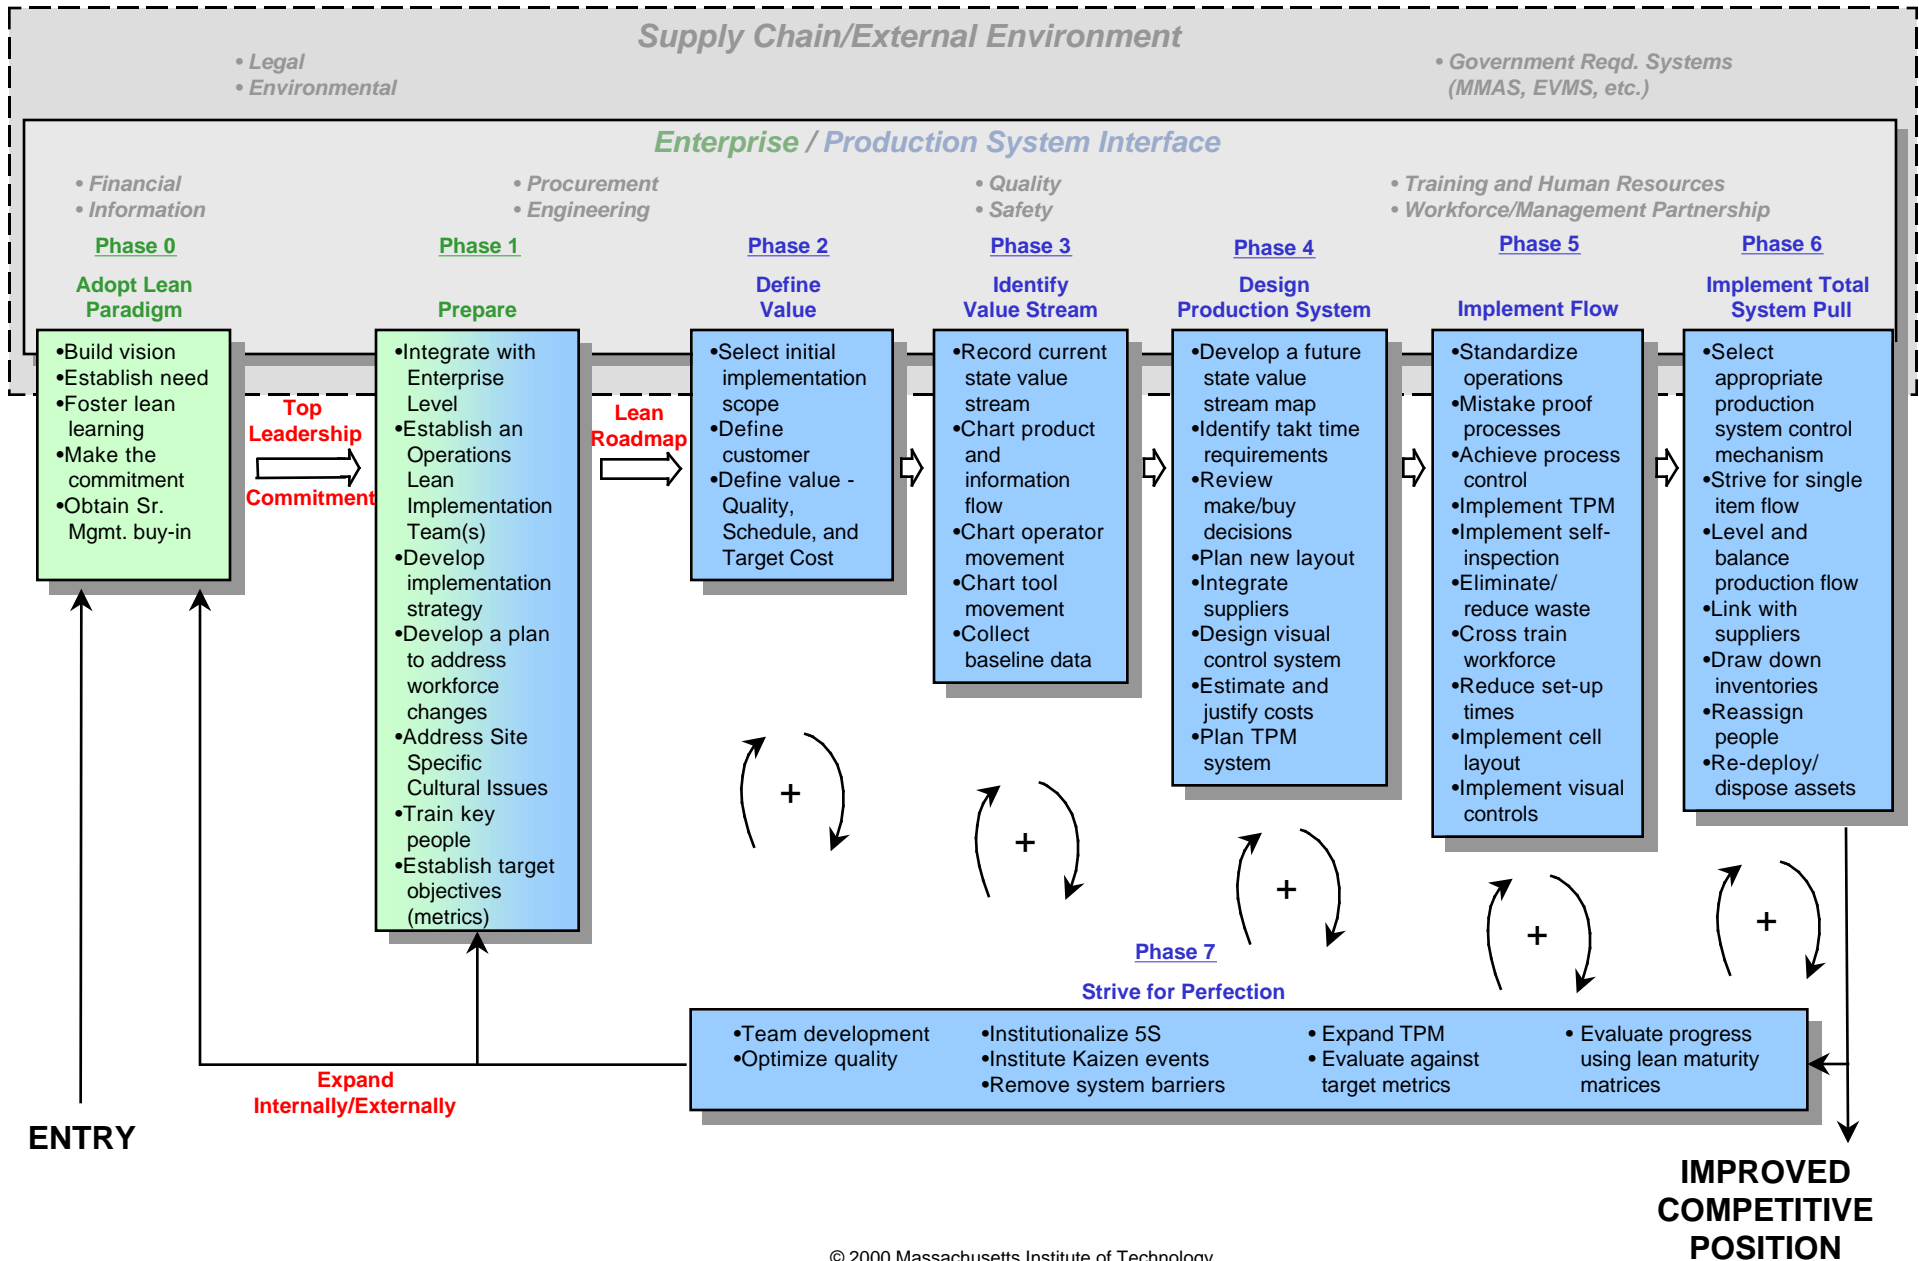 Supply Chain/External Environment
• Legal
• Environmental
• Government Reqd. Systems
(MMAS, EVMS, etc.)
Enterprise / Production System Interface
• Financial
• Information
• Procurement
• Engineering
• Quality
• Safety
• Training and Human Resources
• Workforce/Management Partnership
Phase 0
Adopt Lean
Paradigm
•Build vision
•Establish need
•Foster lean
learning
•Make the
commitment
•Obtain Sr.
Mgmt. buy-in
Top
Leadership
Commitment
Phase 1
Prepare
•Integrate with
Enterprise
Level
•Establish an
Operations
Lean
Implementation
Team(s)
•Develop
implementation
strategy
•Develop a plan
to address
workforce
changes
•Address Site
Specific
Cultural Issues
•Train key
people
•Establish target
objectives
(metrics)
Lean
Roadmap
Phase 2
Define
Value
•Select initial
implementation
scope
•Define
customer
•Define value -
Quality,
Schedule, and
Target Cost
Phase 3
Identify
Value Stream
•Record current
state value
stream
•Chart product
and
information
flow
•Chart operator
movement
•Chart tool
movement
•Collect
baseline data
Phase 4
Design
Production System
•Develop a future
state value
stream map
•Identify takt time
requirements
•Review
make/buy
decisions
•Plan new layout
•Integrate
suppliers
•Design visual
control system
•Estimate and
justify costs
•Plan TPM
system
Phase 5
Implement Flow
•Standardize
operations
•Mistake proof
processes
•Achieve process
control
•Implement TPM
•Implement self-
inspection
•Eliminate/
reduce waste
•Cross train
workforce
•Reduce set-up
times
•Implement cell
layout
•Implement visual
controls
Phase 6
Implement Total
System Pull
•Select
appropriate
production
system control
mechanism
•Strive for single
item flow
•Level and
balance
production flow
•Link with
suppliers
•Draw down
inventories
•Reassign
people
•Re-deploy/
dispose assets
+
+
+
+
+
Phase 7
Strive for Perfection
•Team development
•Optimize quality
•Institutionalize 5S
•Institute Kaizen events
•Remove system barriers
• Expand TPM
• Evaluate against
target metrics
• Evaluate progress
using lean maturity
matrices
Expand
Internally/Externally
ENTRY
IMPROVED
COMPETITIVE
POSITION
© 2000 Massachusetts Institute of Technology